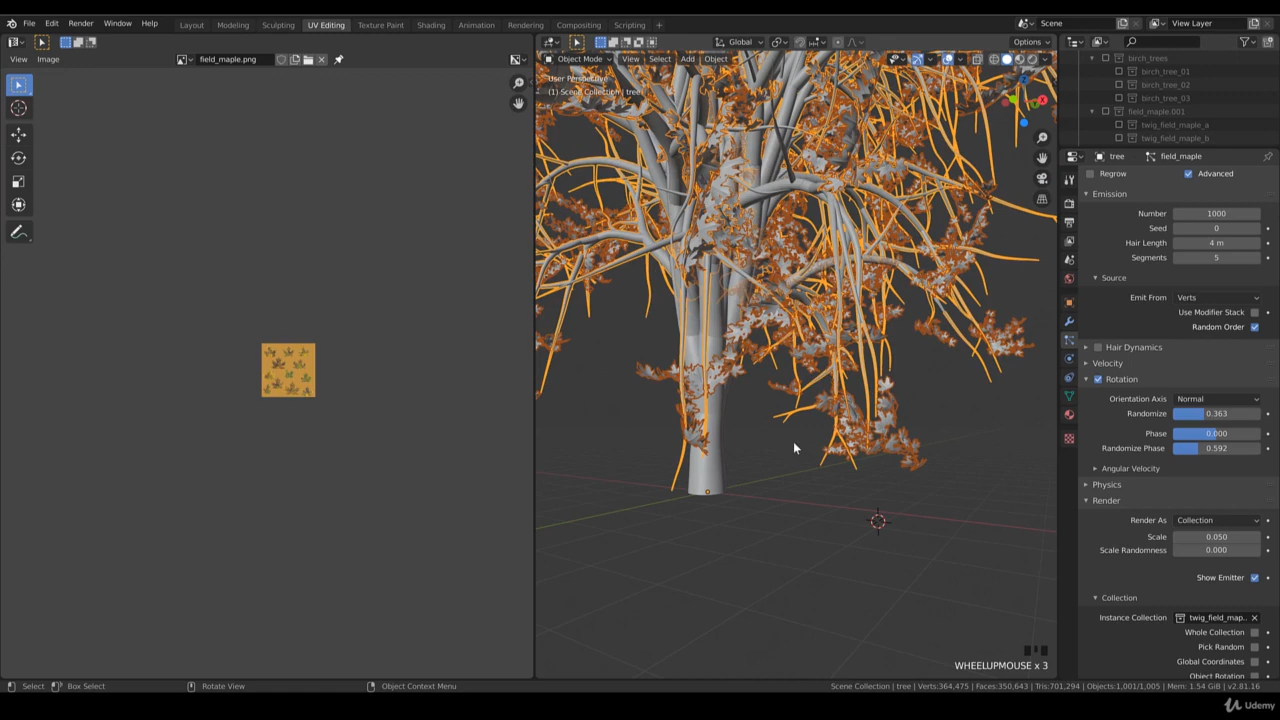 File Edit Render Window Help
Layout Modeling Sculpting UV Editing Texture Paint Shading Animation Rendering Compositing Scripting +
Scene View Layer
field_maple.png
Global Options
View Image
Object Mode View Select Add Object
User Perspective
(1) Scene Collection | tree
birch_trees
birch_tree_01
birch_tree_02
birch_tree_03
field_maple.001
twig_field_maple_a
twig_field_maple_b
tree field_maple
Regrow Advanced
Emission
Number 1000
Seed 0
Hair Length 4 m
Segments 5
Source
Emit From Verts
Use Modifier Stack
Random Order
Hair Dynamics
Velocity
Rotation
Orientation Axis Normal
Randomize 0.363
Phase 0.000
Randomize Phase 0.592
Angular Velocity
Physics
Render
Render As Collection
Scale 0.050
Scale Randomness 0.000
Show Emitter
Collection
Instance Collection twig_field_map..
Whole Collection
Pick Random
Global Coordinates
Object Rotation
WHEELUPMOUSE x 3
Select Box Select Rotate View Object Context Menu
Scene Collection | tree | Verts:364,475 | Faces:350,643 | Tris:701,294 | Objects:1,001/1,005 | Mem: 1.54 GiB | v2.81.16
Udemy